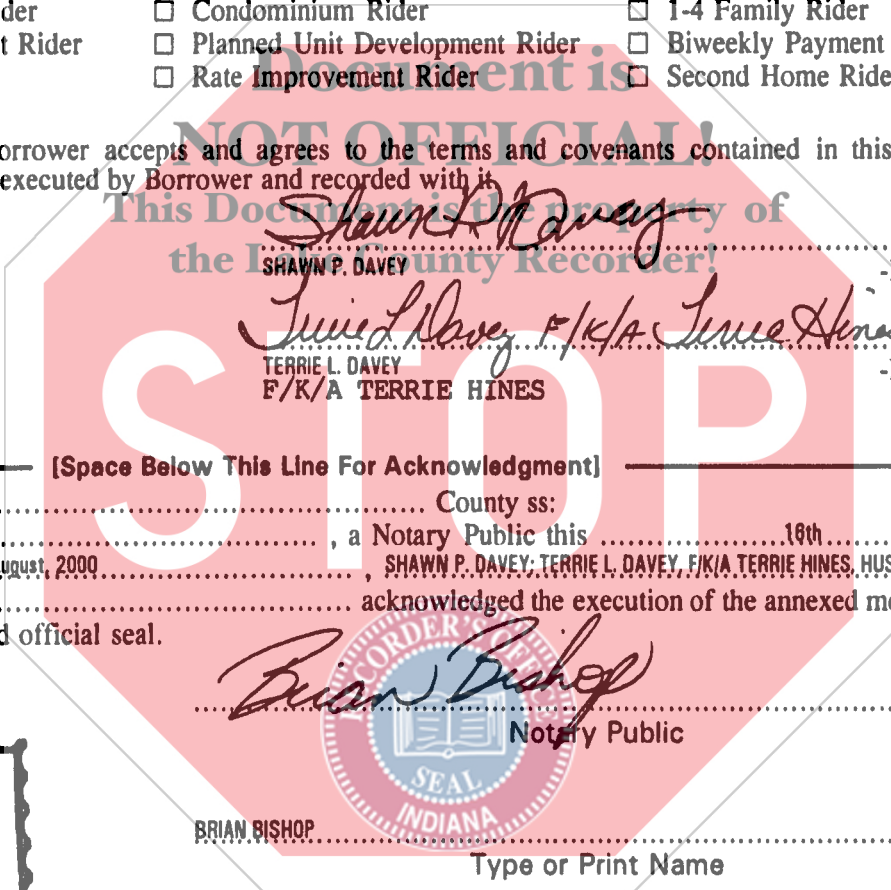 der ☐ Condominium Rider ☐ 1-4 Family Rider
t Rider ☐ Planned Unit Development Rider ☐ Biweekly Payment
☐ Rate Improvement Rider ☐ Second Home Ride
Document is
NOT OFFICIAL!
This Document is the property of
the Lake County Recorder!
STOP
orrower accepts and agrees to the terms and covenants contained in this
executed by Borrower and recorded with it.
Shawn P. Davey
SHAWN P. DAVEY
Terrie L Davey F/K/A Terrie Hines
TERRIE L. DAVEY
F/K/A TERRIE HINES
[Space Below This Line For Acknowledgment]
County ss:
, a Notary Public this 16th
ugust, 2000 , SHAWN P. DAVEY; TERRIE L. DAVEY, F/K/A TERRIE HINES, HUS
acknowledged the execution of the annexed mo
d official seal.
Brian Bishop
Notary Public
RECORDER'S OFFICE
SEAL
INDIANA
BRIAN BISHOP
Type or Print Name